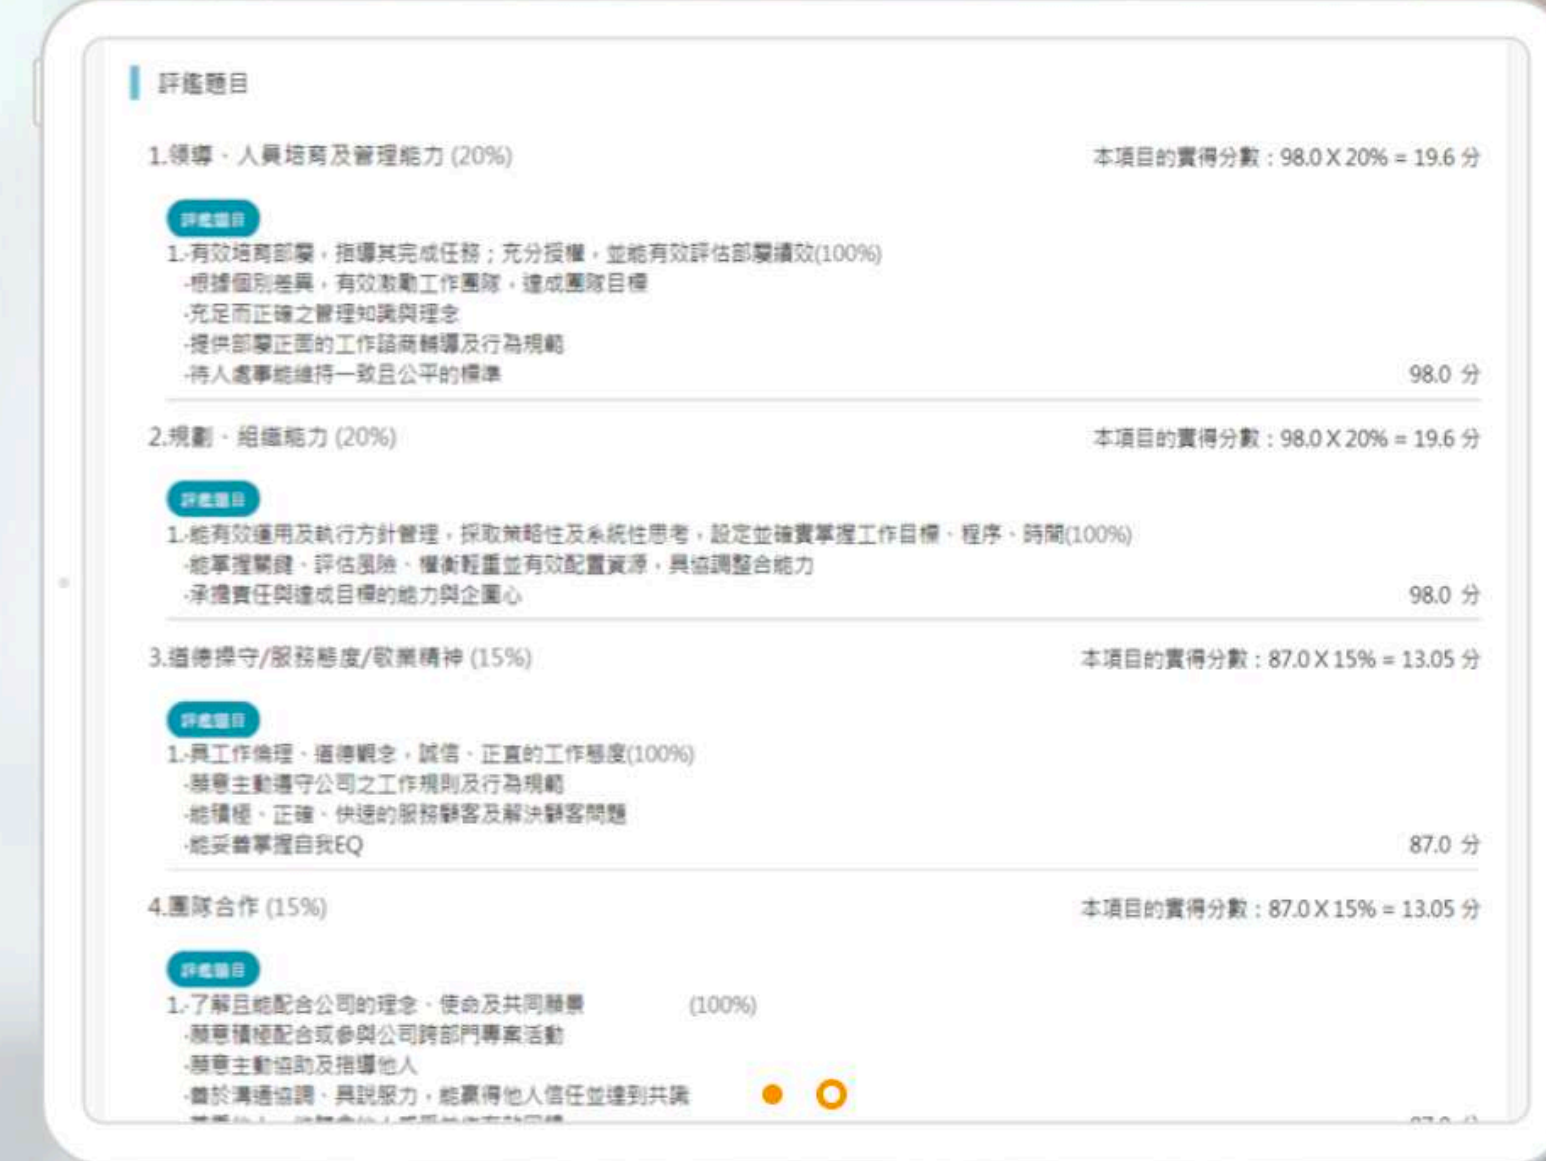 評鑑題目
1.領導、人員培育及管理能力 (20%)
本項目的實得分數：98.0 X 20% = 19.6 分
評鑑題目
1.-有效培育部屬，指導其完成任務；充分授權，並能有效評估部屬績效(100%)
-根據個別差異，有效激勵工作團隊，達成團隊目標
-充足而正確之管理知識與理念
-提供部屬正面的工作諮商輔導及行為規範
-待人處事能維持一致且公平的標準
98.0 分
2.規劃、組織能力 (20%)
本項目的實得分數：98.0 X 20% = 19.6 分
評鑑題目
1.-能有效運用及執行方針管理，採取策略性及系統性思考，設定並確實掌握工作目標、程序、時間(100%)
-能掌握關鍵、評估風險、權衡輕重並有效配置資源，具協調整合能力
-承擔責任與達成目標的能力與企圖心
98.0 分
3.道德操守/服務態度/敬業精神 (15%)
本項目的實得分數：87.0 X 15% = 13.05 分
評鑑題目
1.-具工作倫理、道德觀念，誠信、正直的工作態度(100%)
-願意主動遵守公司之工作規則及行為規範
-能積極、正確、快速的服務顧客及解決顧客問題
-能妥善掌握自我EQ
87.0 分
4.團隊合作 (15%)
本項目的實得分數：87.0 X 15% = 13.05 分
評鑑題目
1.-了解且能配合公司的理念、使命及共同願景 (100%)
-願意積極配合或參與公司跨部門專案活動
-願意主動協助及指導他人
-善於溝通協調、具說服力，能贏得他人信任並達到共識